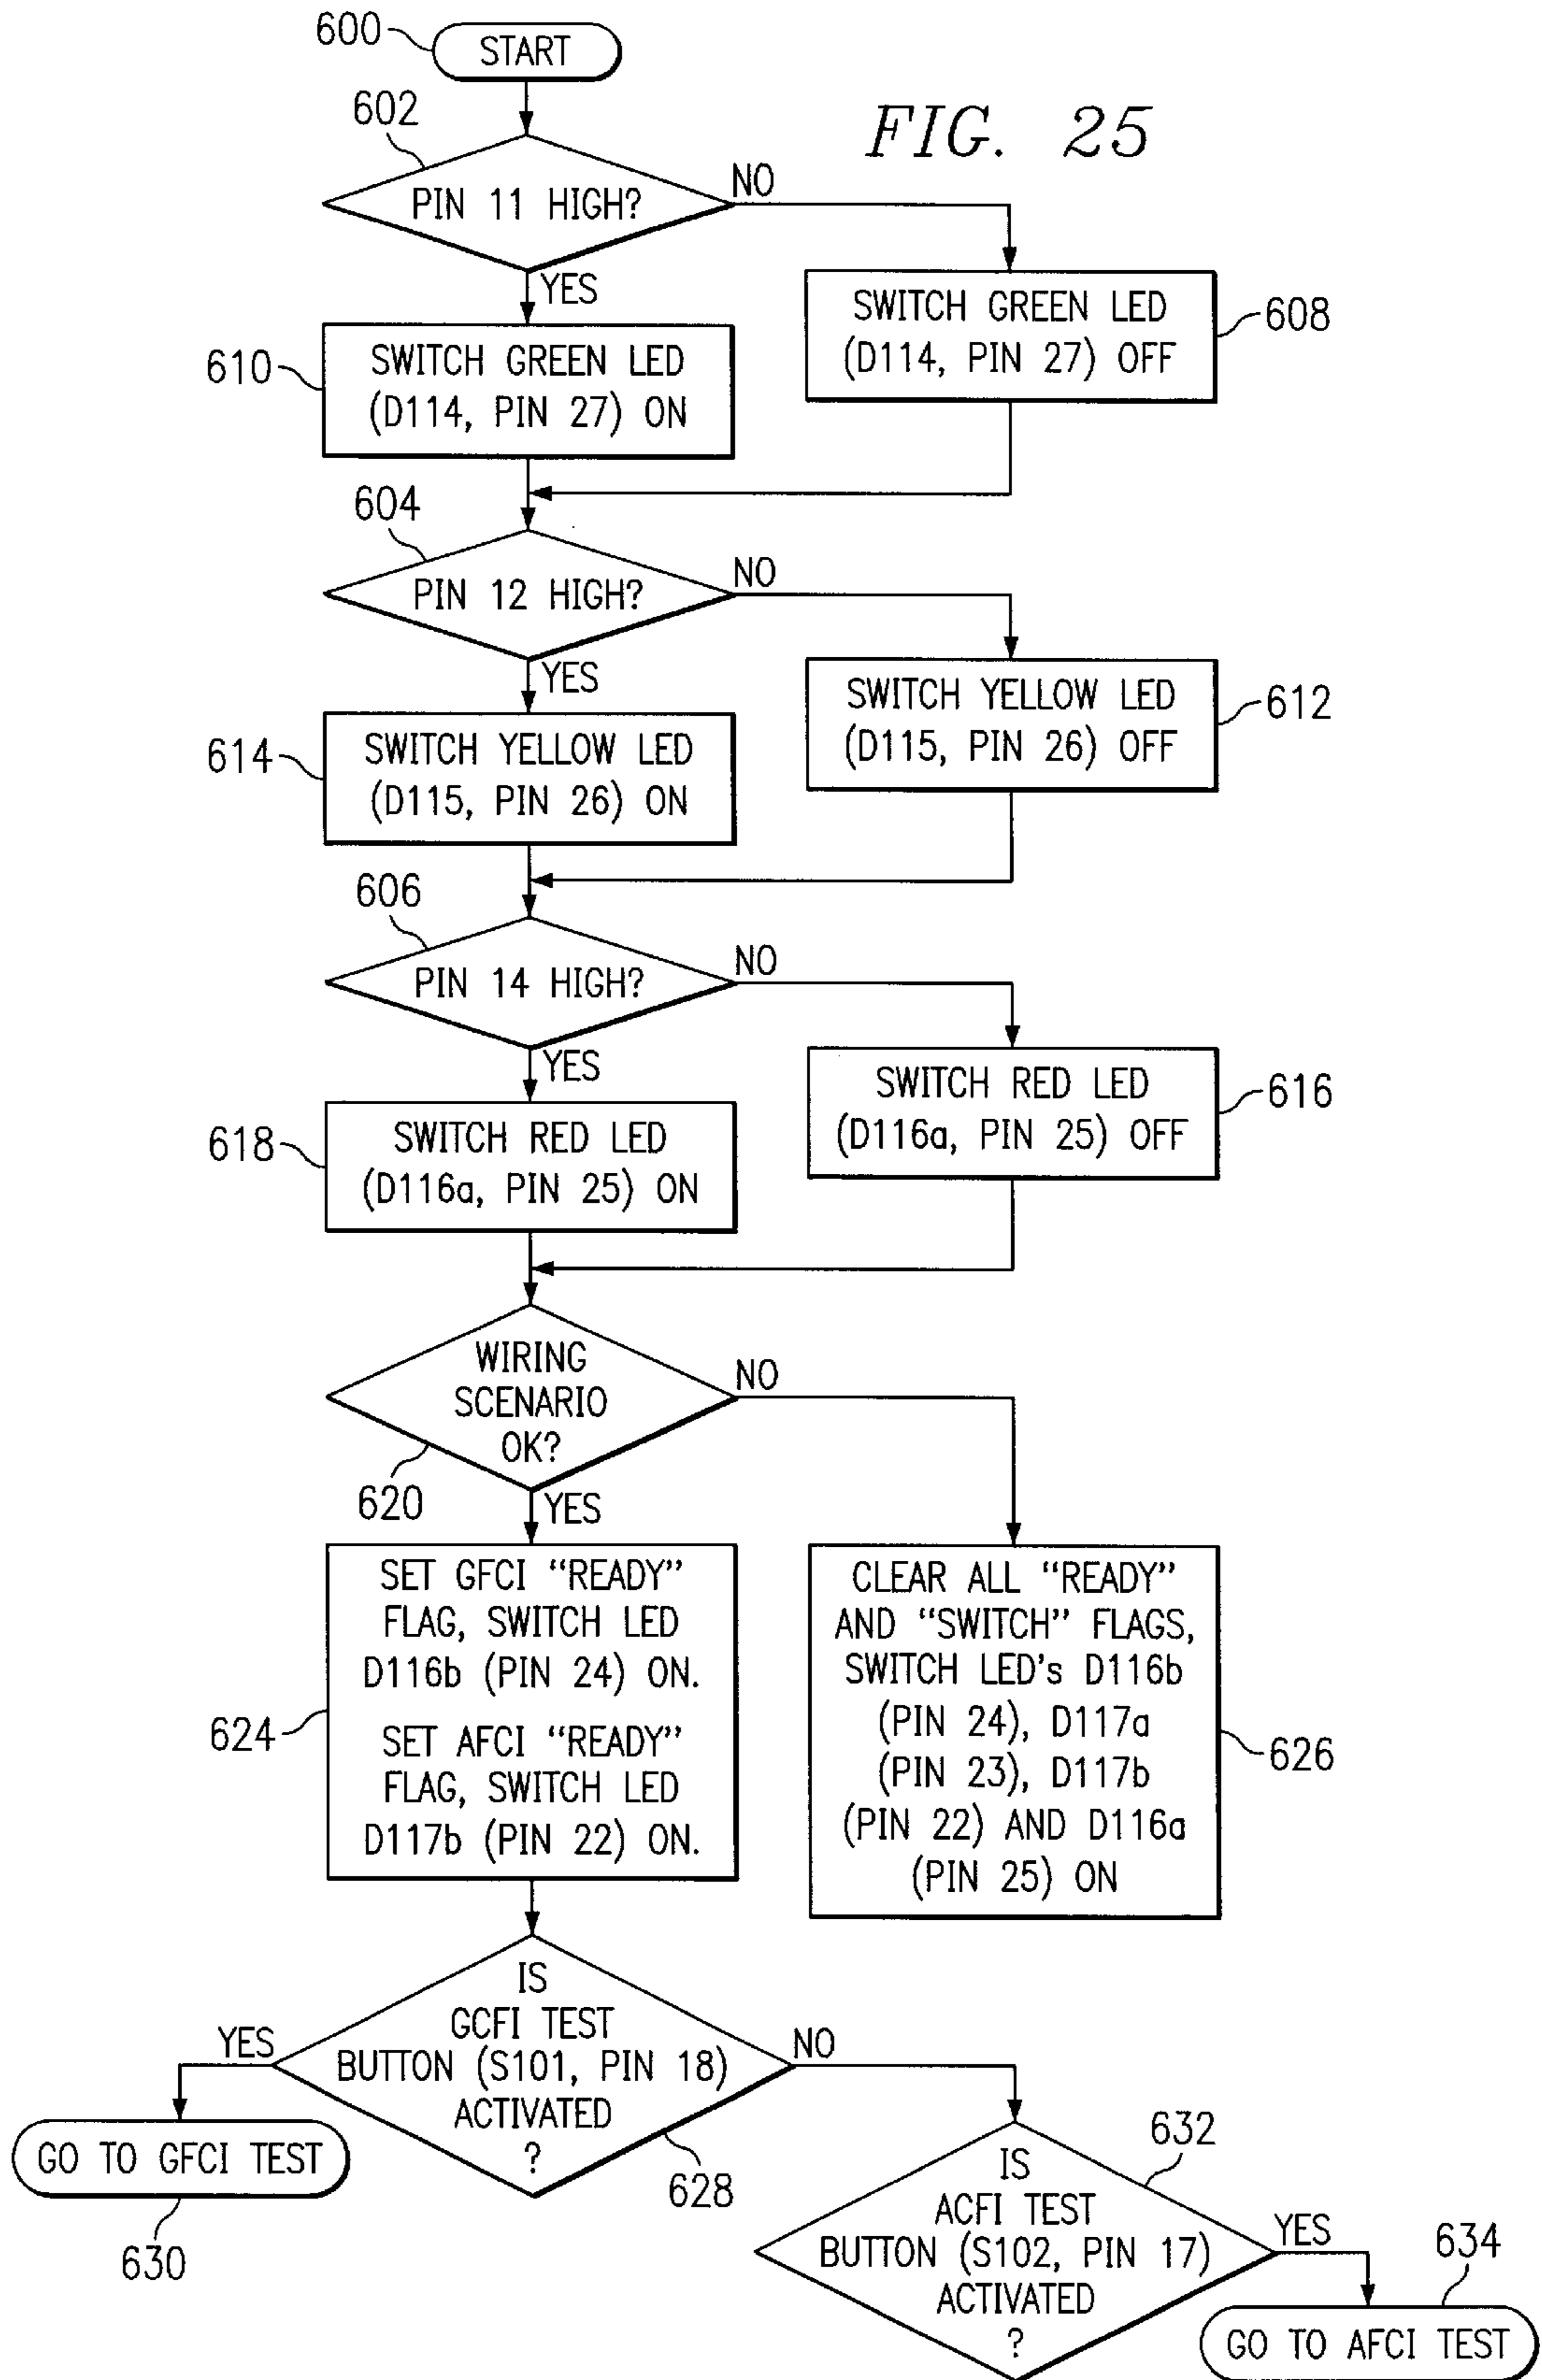 600
START
FIG. 25
602
PIN 11 HIGH?
NO
YES
SWITCH GREEN LED
(D114, PIN 27) OFF
608
610
SWITCH GREEN LED
(D114, PIN 27) ON
604
PIN 12 HIGH?
NO
YES
SWITCH YELLOW LED
(D115, PIN 26) OFF
612
614
SWITCH YELLOW LED
(D115, PIN 26) ON
606
PIN 14 HIGH?
NO
YES
SWITCH RED LED
(D116a, PIN 25) OFF
616
618
SWITCH RED LED
(D116a, PIN 25) ON
WIRING
SCENARIO
OK?
NO
620
YES
SET GFCI “READY”
FLAG, SWITCH LED
D116b (PIN 24) ON.
SET AFCI “READY”
FLAG, SWITCH LED
D117b (PIN 22) ON.
624
CLEAR ALL “READY”
AND “SWITCH” FLAGS,
SWITCH LED's D116b
(PIN 24), D117a
(PIN 23), D117b
(PIN 22) AND D116a
(PIN 25) ON
626
IS
GCFI TEST
BUTTON (S101, PIN 18)
ACTIVATED
?
YES
NO
628
GO TO GFCI TEST
630
632
IS
ACFI TEST
BUTTON (S102, PIN 17)
ACTIVATED
?
YES
634
GO TO AFCI TEST